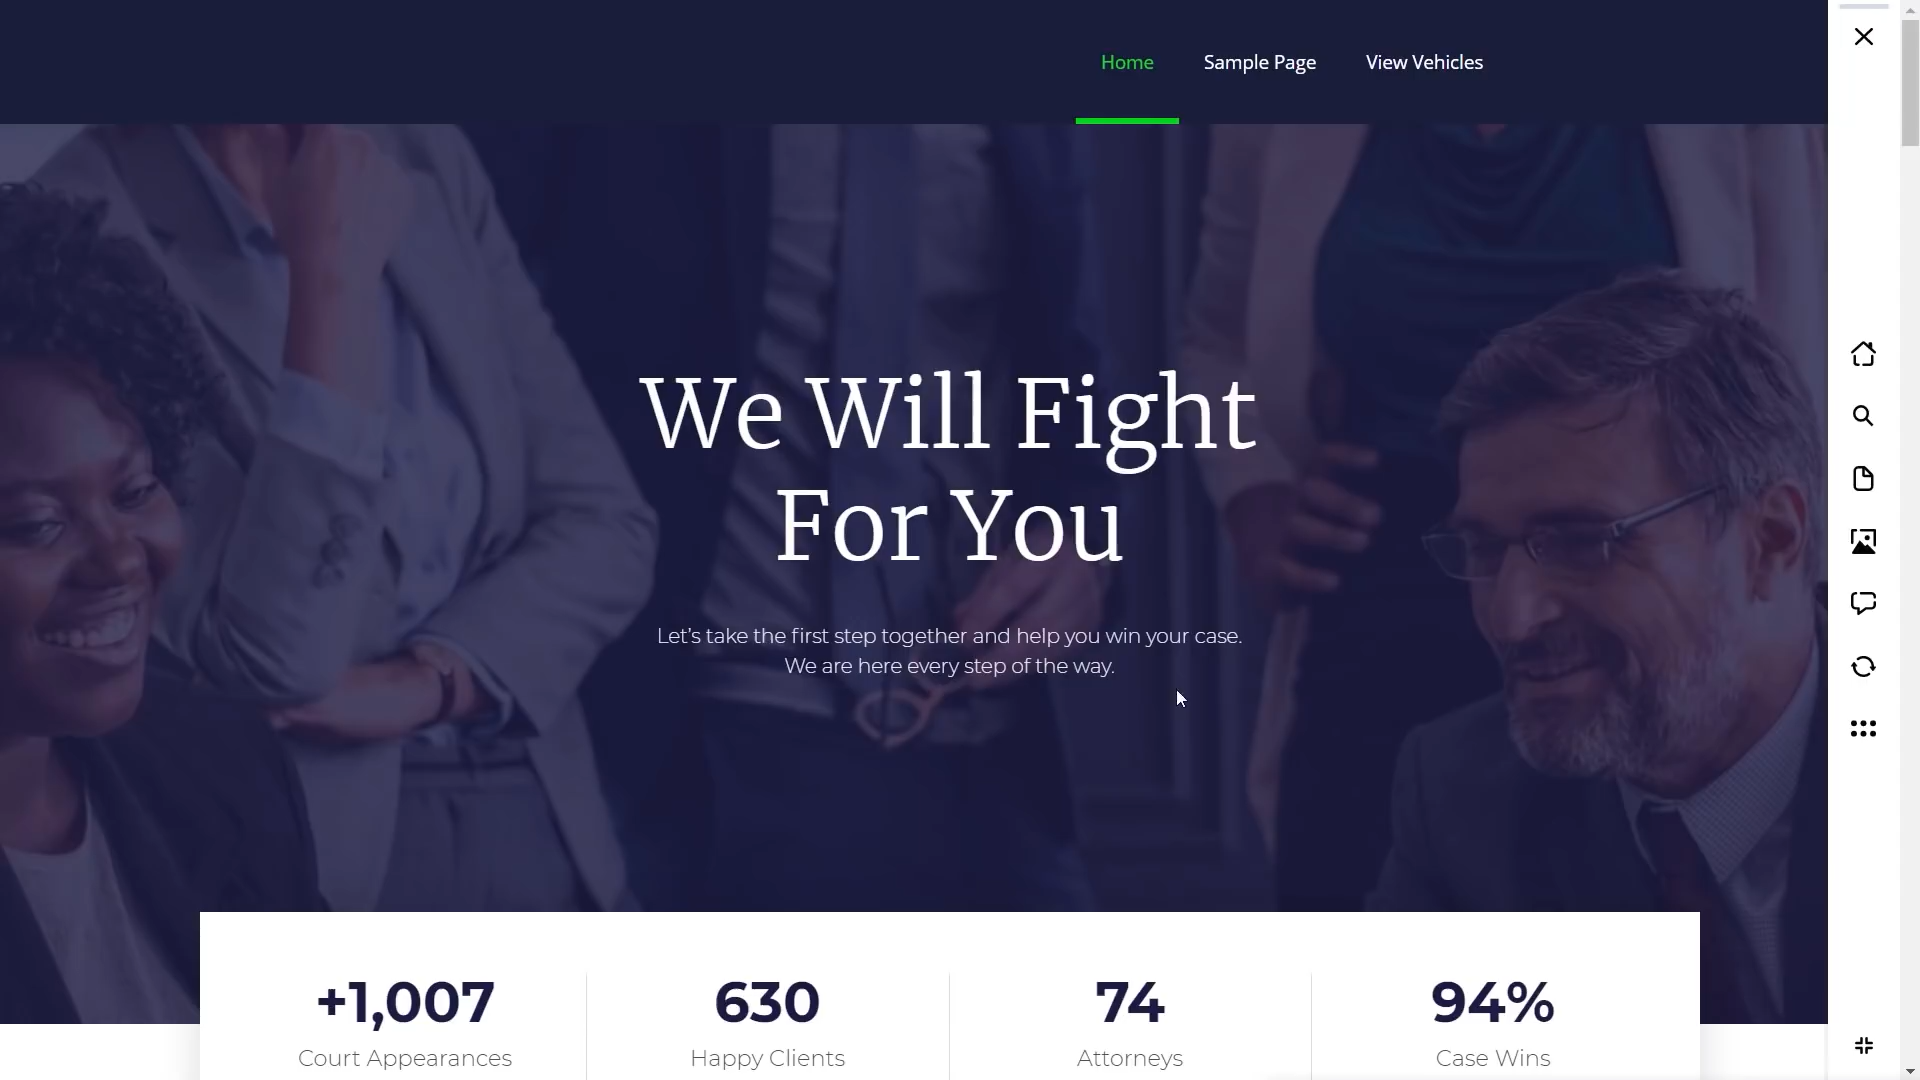 Home
Sample Page
View Vehicles
We Will Fight
For You
Let’s take the first step together and help you win your case.
We are here every step of the way.
+1,007
Court Appearances
630
Happy Clients
74
Attorneys
94%
Case Wins